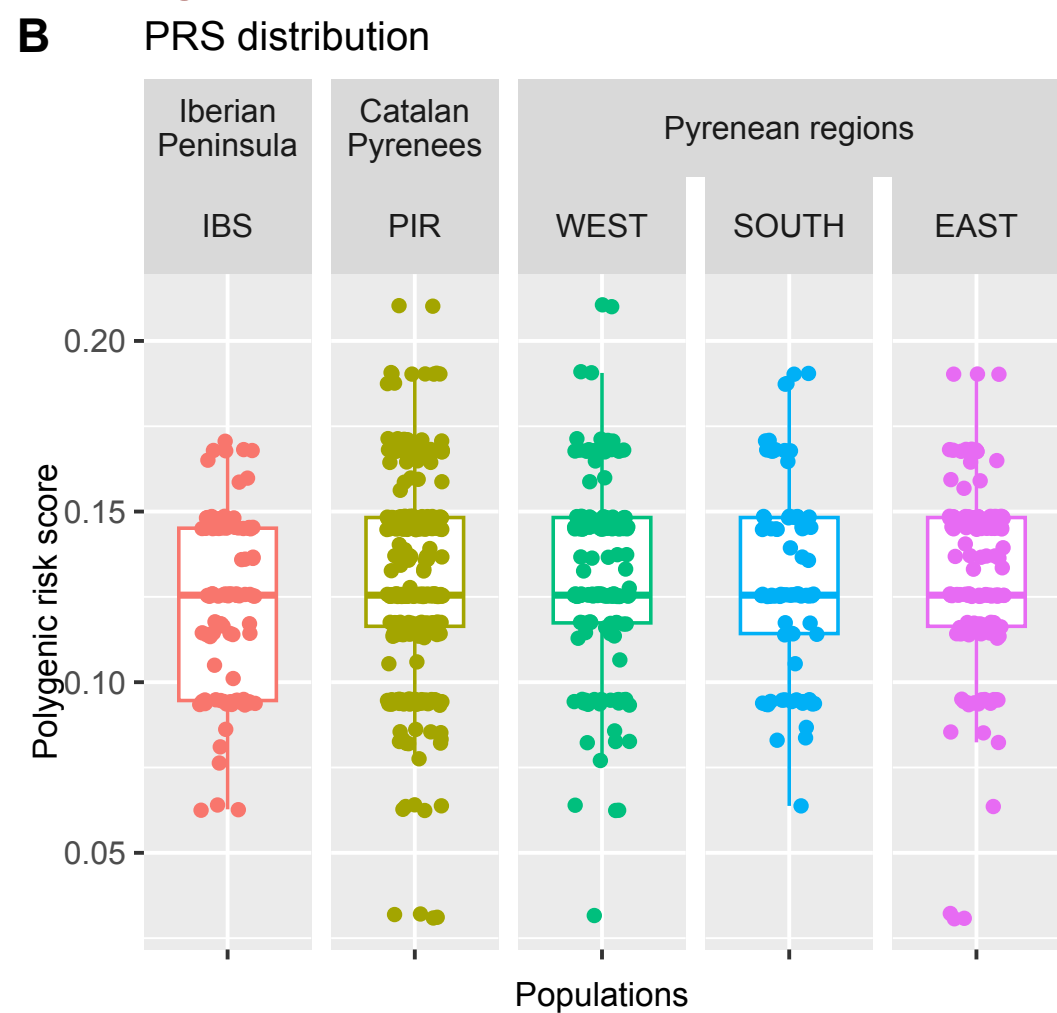 B PRS distribution
Iberian
Peninsula
Catalan
Pyrenees
Pyrenean regions
IBS
PIR
WEST
SOUTH
EAST
Polygenic risk score
0.20
0.15
0.10
0.05
Populations